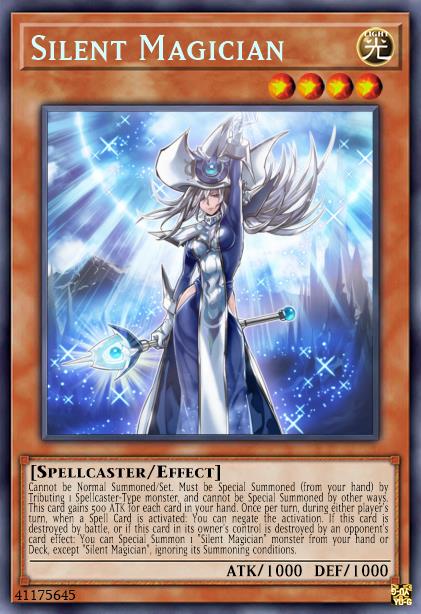 Silent Magician
LIGHT
光
[Spellcaster/Effect]
Cannot be Normal Summoned/Set. Must be Special Summoned (from your hand) by
Tributing 1 Spellcaster-Type monster, and cannot be Special Summoned by other ways.
This card gains 500 ATK for each card in your hand. Once per turn, during either player's
turn, when a Spell Card is activated: You can negate the activation. If this card is
destroyed by battle, or if this card in its owner's control is destroyed by an opponent's
card effect: You can Special Summon 1 "Silent Magician" monster from your hand or
Deck, except "Silent Magician", ignoring its Summoning conditions.
ATK/1000 DEF/1000
41175645